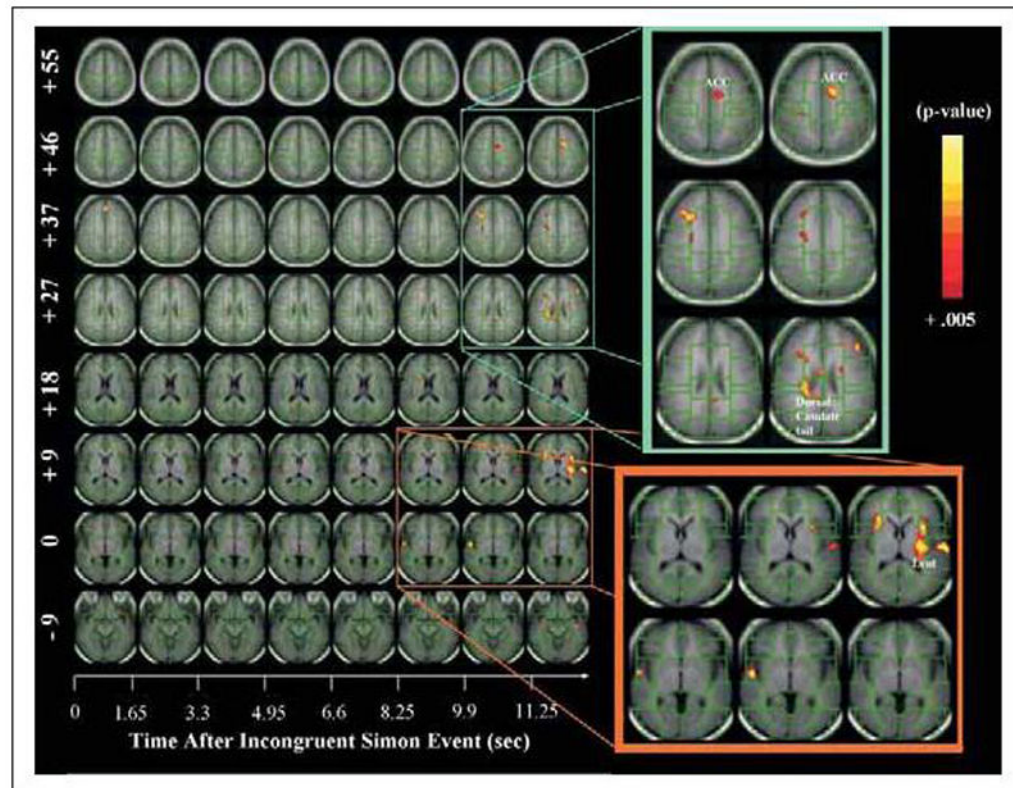 + 55
+ 46
+ 37
+ 27
+ 18
+ 9
0
- 9
0 1.65 3.3 4.95 6.6 8.25 9.9 11.25
Time After Incongruent Simon Event (sec)
ACC ACC
Dorsal
Caudate
tail
(p-value)
+ .005
Lent